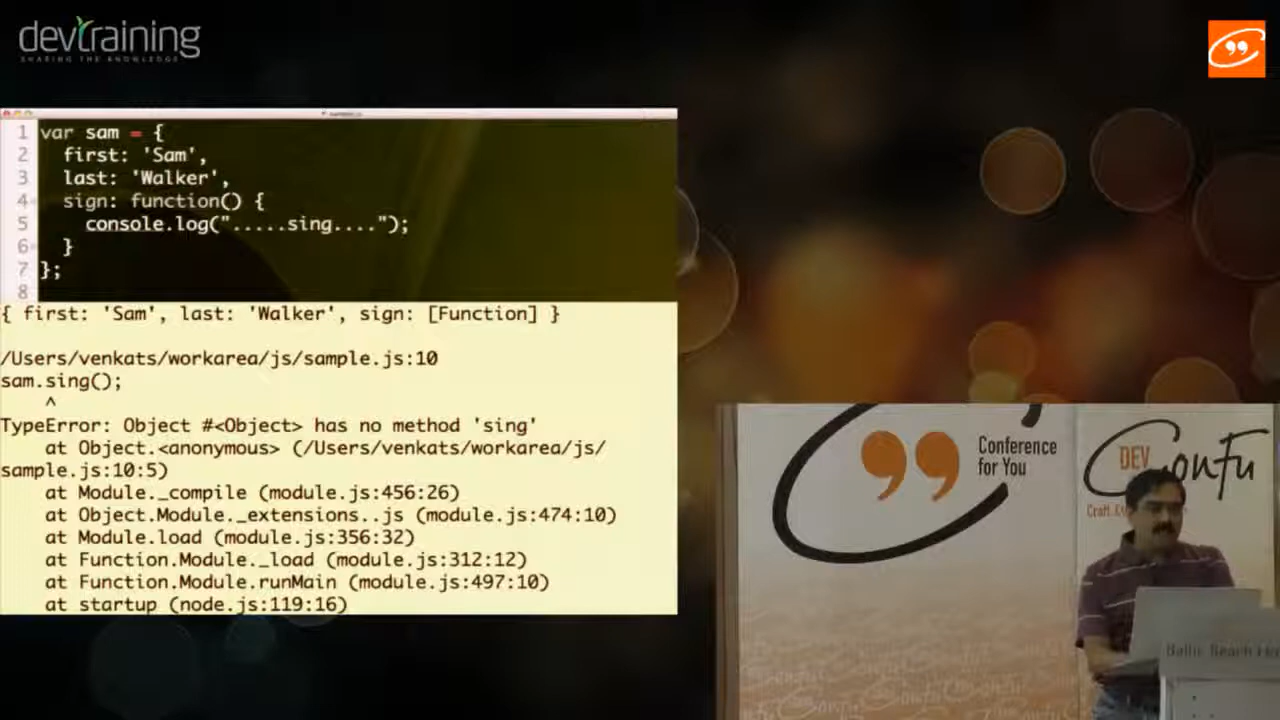 devtraining
SHARING THE KNOWLEDGE
1 var sam = {
2 first: 'Sam',
3 last: 'Walker',
4 sign: function() {
5 console.log(".....sing....");
6 }
7 };
8
{ first: 'Sam', last: 'Walker', sign: [Function] }
/Users/venkats/workarea/js/sample.js:10
sam.sing();
^
TypeError: Object #<Object> has no method 'sing'
at Object.<anonymous> (/Users/venkats/workarea/js/
sample.js:10:5)
at Module._compile (module.js:456:26)
at Object.Module._extensions..js (module.js:474:10)
at Module.load (module.js:356:32)
at Function.Module._load (module.js:312:12)
at Function.Module.runMain (module.js:497:10)
at startup (node.js:119:16)
Conference
for You
DEV
ConFu
Craft.
Baltic Beach